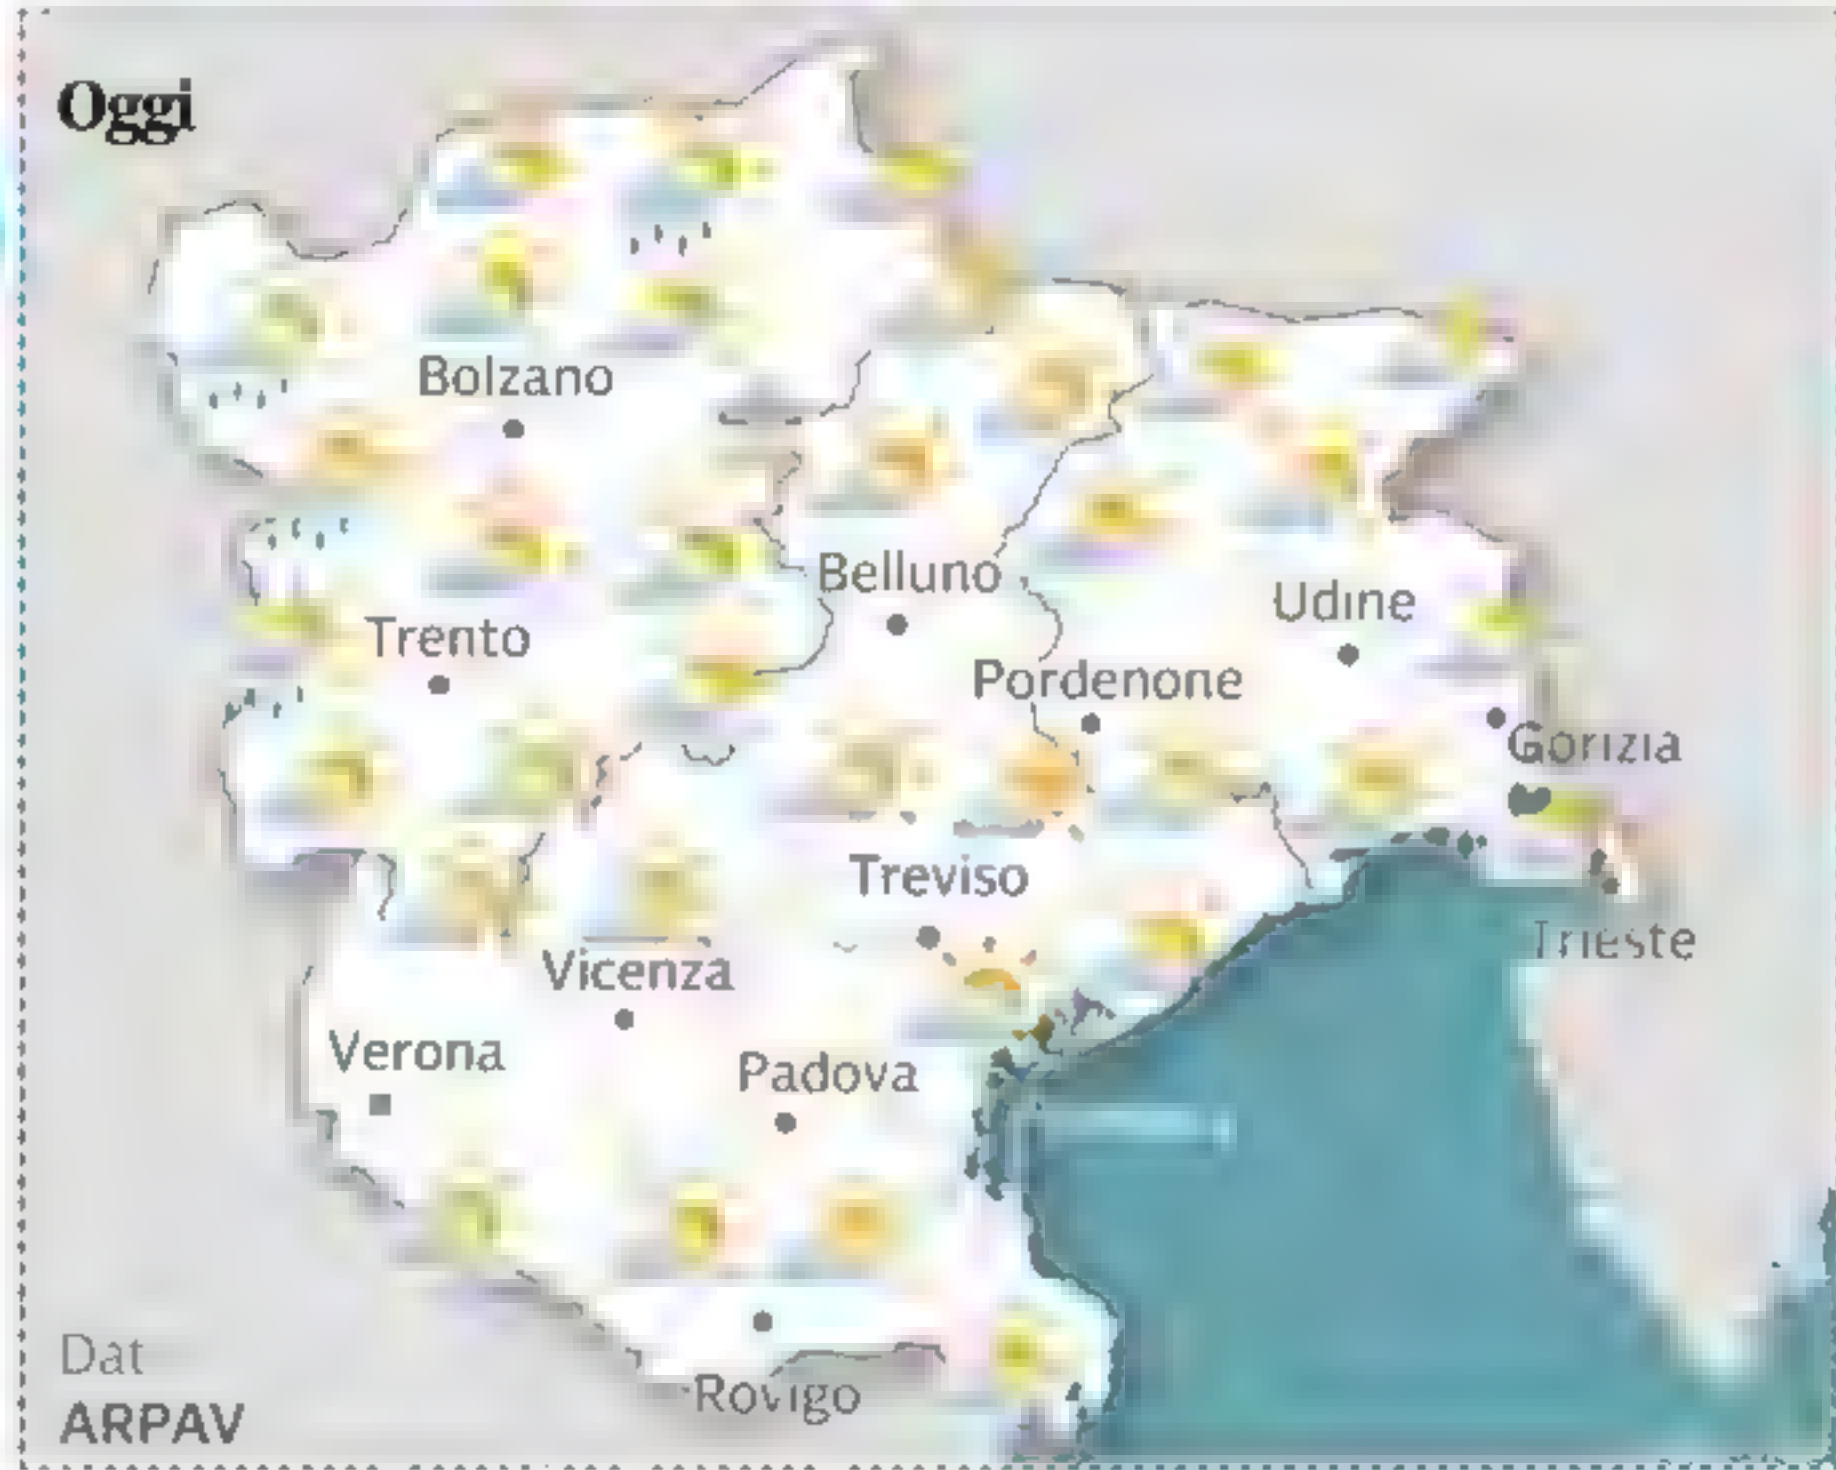 Oggi
Bolzano
Belluno
Udine
Trento
Pordenone
Gorizia
Treviso
Trieste
Vicenza
Verona
Padova
Dat
Rovigo
ARPAV